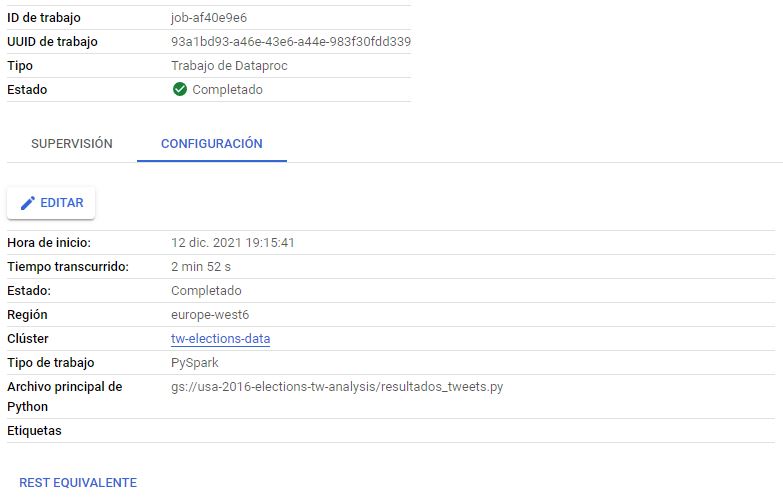 ID de trabajo job-af40e9e6
UUID de trabajo 93a1bd93-a46e-43e6-a44e-983f30fdd339
Tipo Trabajo de Dataproc
Estado Completado
SUPERVISIÓN CONFIGURACIÓN
EDITAR
Hora de inicio: 12 dic. 2021 19:15:41
Tiempo transcurrido: 2 min 52 s
Estado: Completado
Región europe-west6
Clúster tw-elections-data
Tipo de trabajo PySpark
Archivo principal de gs://usa-2016-elections-tw-analysis/resultados_tweets.py
Python
Etiquetas
REST EQUIVALENTE